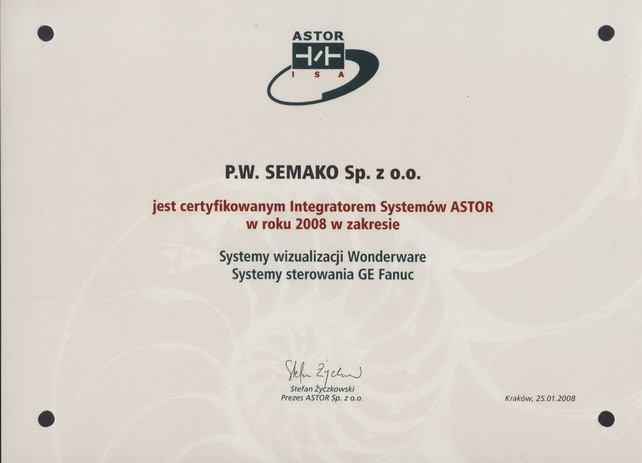 ASTOR
I S A
P.W. SEMAKO Sp. z o.o.
jest certyfikowanym Integratorem Systemów ASTOR
w roku 2008 w zakresie
Systemy wizualizacji Wonderware
Systemy sterowania GE Fanuc
Stefan Życzkowski
Prezes ASTOR Sp. z o.o.
Kraków, 25.01.2008